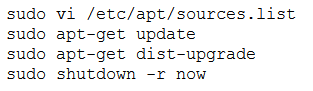 sudo vi /etc/apt/sources.list
sudo apt-get update
sudo apt-get dist-upgrade
sudo shutdown -r now